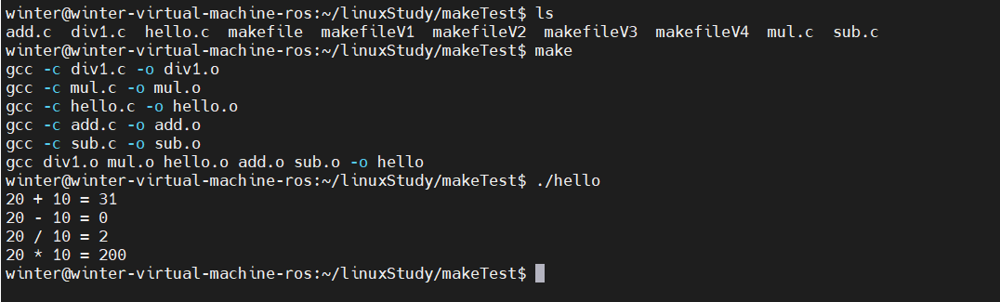 winter@winter-virtual-machine-ros:~/linuxStudy/makeTest$ ls
add.c  div1.c  hello.c  makefile  makefileV1  makefileV2  makefileV3  makefileV4  mul.c  sub.c
winter@winter-virtual-machine-ros:~/linuxStudy/makeTest$ make
gcc -c div1.c -o div1.o
gcc -c mul.c -o mul.o
gcc -c hello.c -o hello.o
gcc -c add.c -o add.o
gcc -c sub.c -o sub.o
gcc div1.o mul.o hello.o add.o sub.o -o hello
winter@winter-virtual-machine-ros:~/linuxStudy/makeTest$ ./hello
20 + 10 = 31
20 - 10 = 0
20 / 10 = 2
20 * 10 = 200
winter@winter-virtual-machine-ros:~/linuxStudy/makeTest$